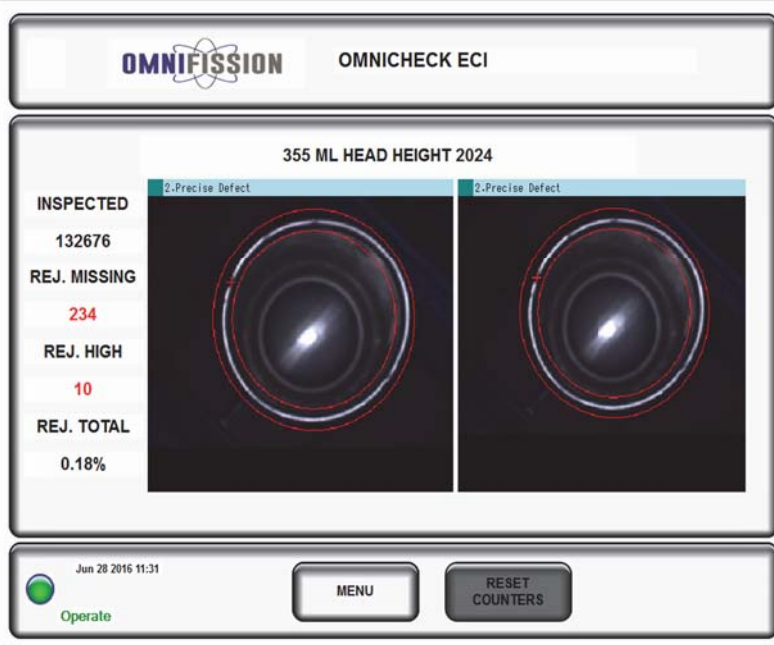 OMNIFISSION
OMNICHECK ECI
355 ML HEAD HEIGHT 2024
2.Precise Defect
2.Precise Defect
INSPECTED
132676
REJ. MISSING
234
REJ. HIGH
10
REJ. TOTAL
0.18%
Jun 28 2016 11:31
Operate
MENU
RESET
COUNTERS